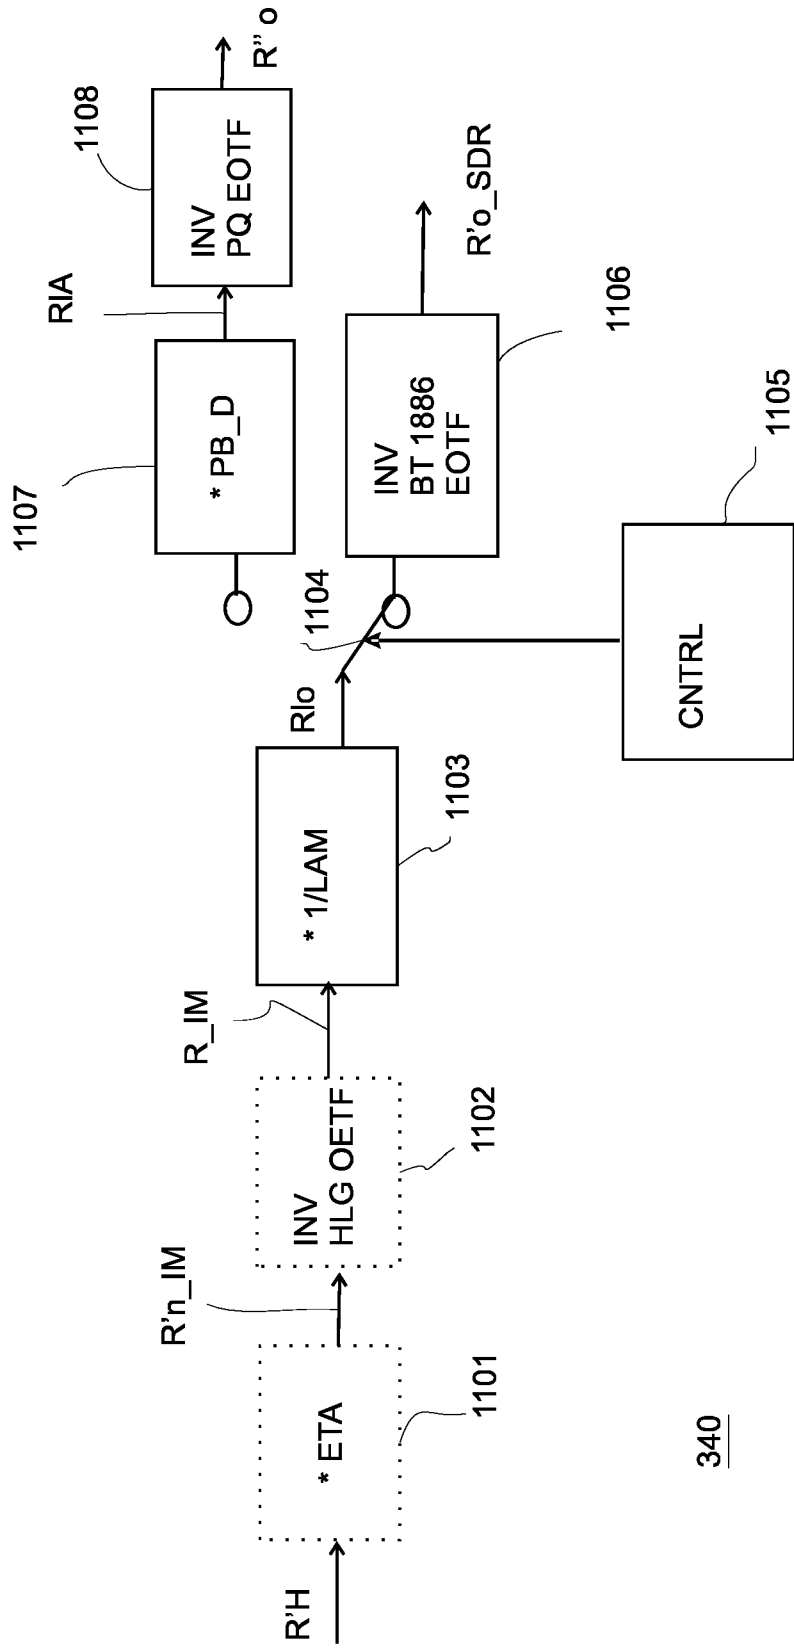 R'H
* ETA
1101
R'n_IM
INV
HLG OETF
1102
R_IM
* 1/LAM
1103
RIo
1104
CNTRL
1105
INV
BT 1886
EOTF
1106
R'o_SDR
* PB_D
1107
RIA
INV
PQ EOTF
1108
R'' o
340